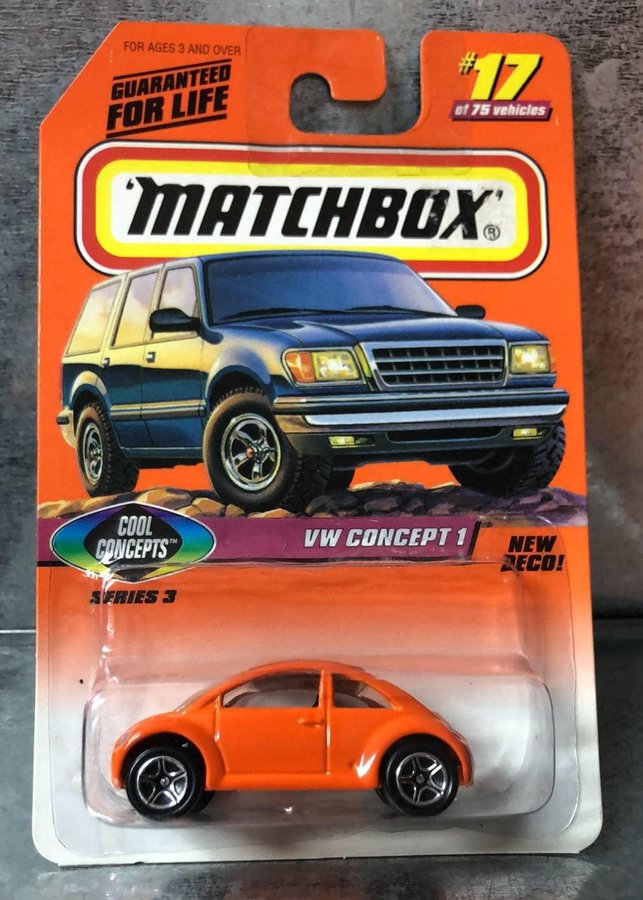 FOR AGES 3 AND OVER
GUARANTEED
FOR LIFE
#17
of 75 vehicles
'MATCHBOX'®
COOL
CONCEPTS™
VW CONCEPT 1
NEW
DECO!
SERIES 3